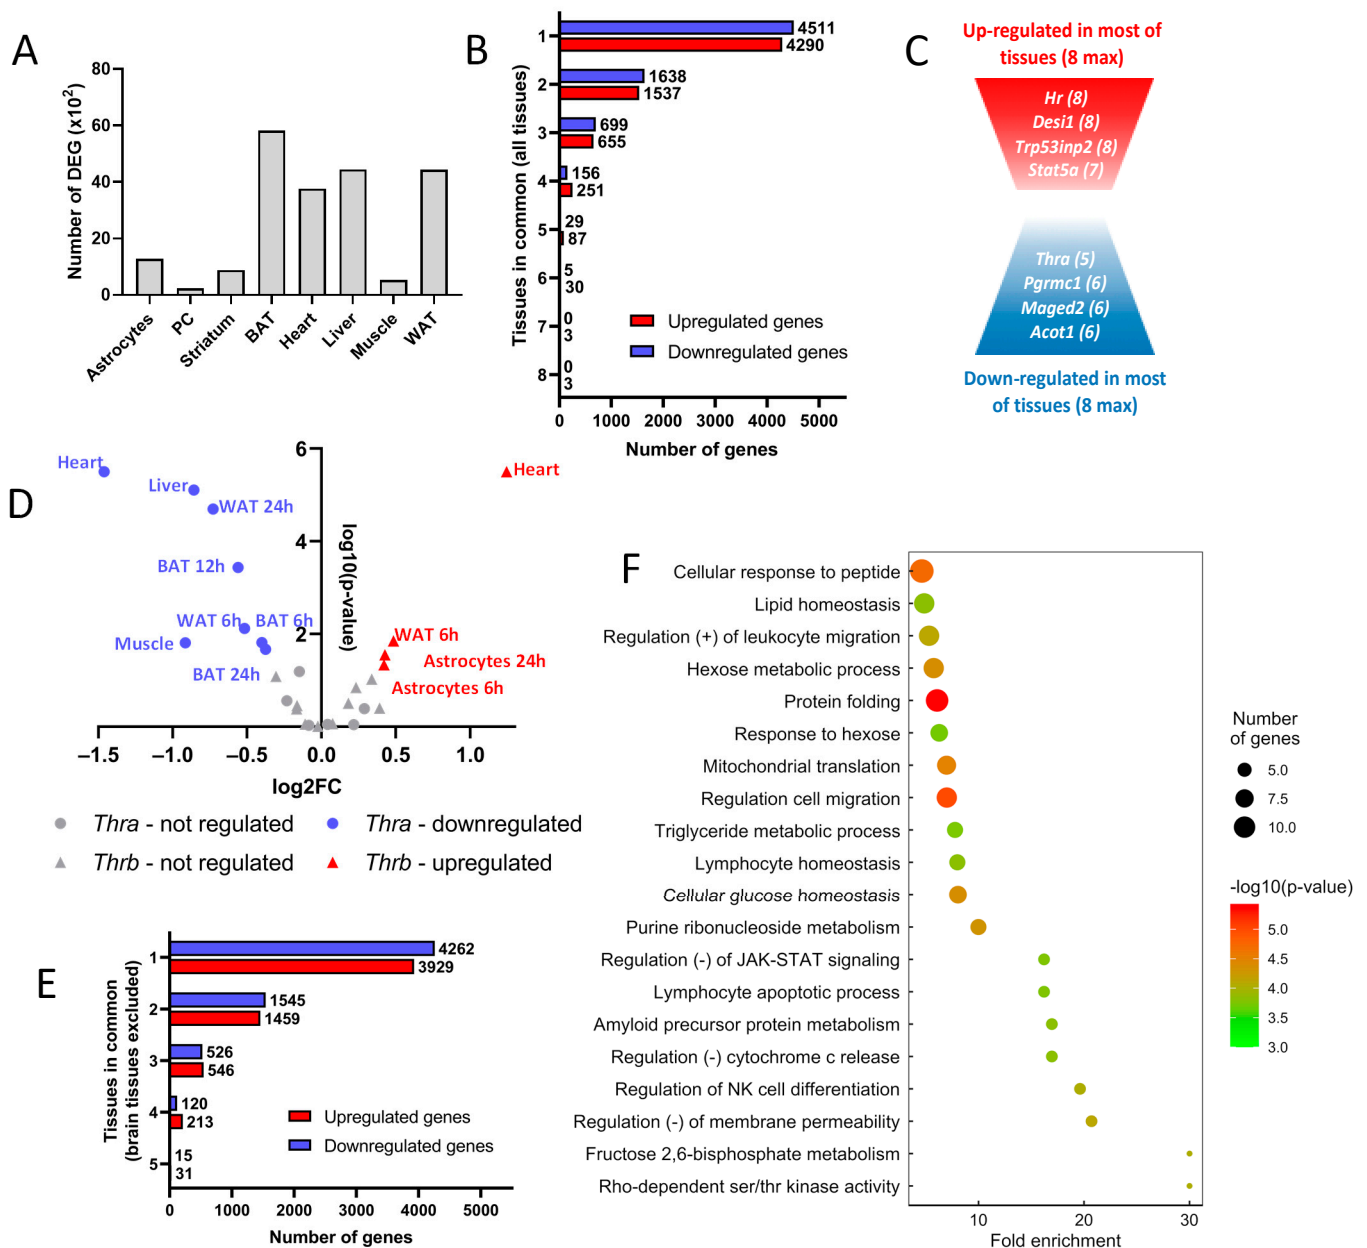 A
Number of DEG (x10²)
80
60
40
20
0
Astrocytes
PC
Striatum
BAT
Heart
Liver
Muscle
WAT
B
Tissues in common (all tissues)
1
4511
4290
2
1638
1537
3
699
655
4
156
251
5
29
87
6
5
30
7
0
3
8
0
3
Upregulated genes
Downregulated genes
0
1000
2000
3000
4000
5000
Number of genes
C
Up-regulated in most of
tissues (8 max)
Hr (8)
Desi1 (8)
Trp53inp2 (8)
Stat5a (7)
Thra (5)
Pgrmc1 (6)
Maged2 (6)
Acot1 (6)
Down-regulated in most
of tissues (8 max)
D
6
4
2
log10(p-value)
Heart
Liver
WAT 24h
BAT 12h
WAT 6h
BAT 6h
Muscle
BAT 24h
Heart
WAT 6h
Astrocytes 24h
Astrocytes 6h
−1.5
−1.0
−0.5
0.0
0.5
1.0
log2FC
Thra - not regulated
Thra - downregulated
Thrb - not regulated
Thrb - upregulated
E
Tissues in common
(brain tissues excluded)
1
4262
3929
2
1545
1459
3
526
546
4
120
213
5
15
31
Upregulated genes
Downregulated genes
0
1000
2000
3000
4000
5000
Number of genes
F
Cellular response to peptide
Lipid homeostasis
Regulation (+) of leukocyte migration
Hexose metabolic process
Protein folding
Response to hexose
Mitochondrial translation
Regulation cell migration
Triglyceride metabolic process
Lymphocyte homeostasis
Cellular glucose homeostasis
Purine ribonucleoside metabolism
Regulation (-) of JAK-STAT signaling
Lymphocyte apoptotic process
Amyloid precursor protein metabolism
Regulation (-) cytochrome c release
Regulation of NK cell differentiation
Regulation (-) of membrane permeability
Fructose 2,6-bisphosphate metabolism
Rho-dependent ser/thr kinase activity
10
20
30
Fold enrichment
Number
of genes
5.0
7.5
10.0
-log10(p-value)
5.0
4.5
4.0
3.5
3.0